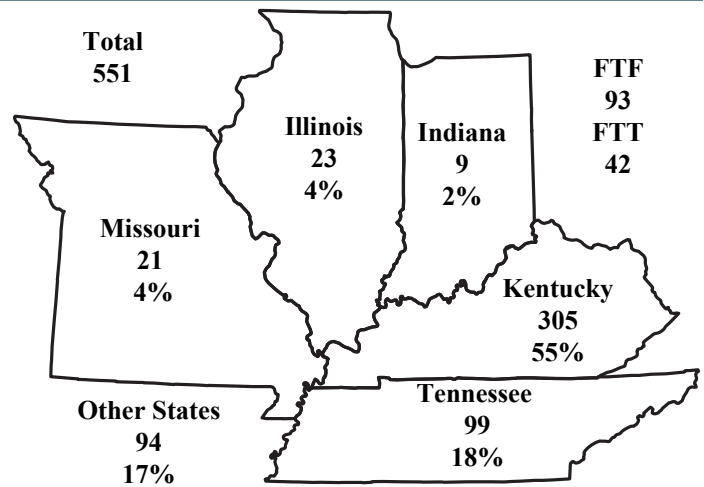 Total
551
FTF
93
FTT
42
Illinois
23
4%
Indiana
9
2%
Missouri
21
4%
Kentucky
305
55%
Tennessee
99
18%
Other States
94
17%